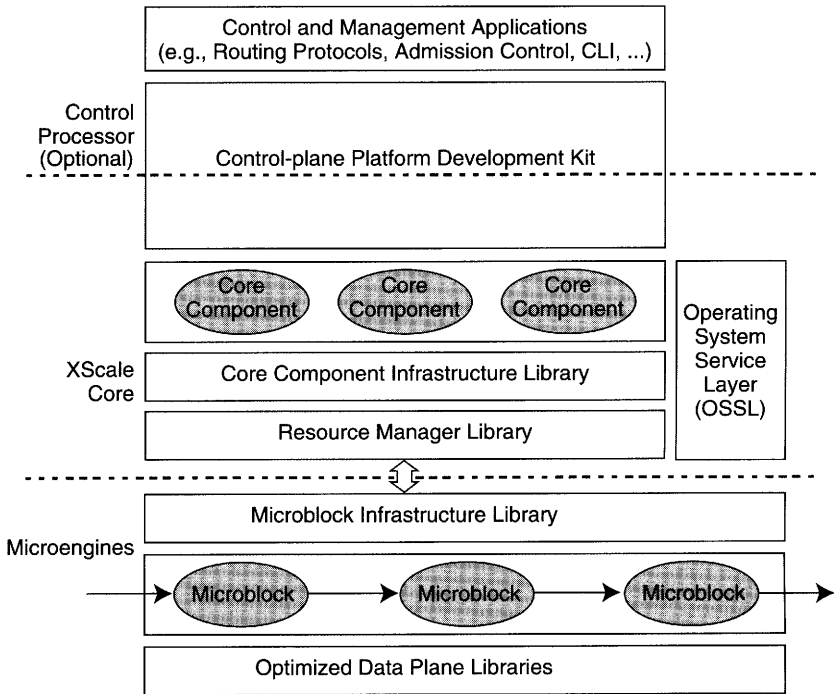 Control and Management Applications
(e.g., Routing Protocols, Admission Control, CLI, ...)
Control
Processor
(Optional)
Control-plane Platform Development Kit
Core
Component
Core
Component
Core
Component
Operating
System
Service
Layer
(OSSL)
XScale
Core
Core Component Infrastructure Library
Resource Manager Library
Microblock Infrastructure Library
Microengines
Microblock
Microblock
Microblock
Optimized Data Plane Libraries